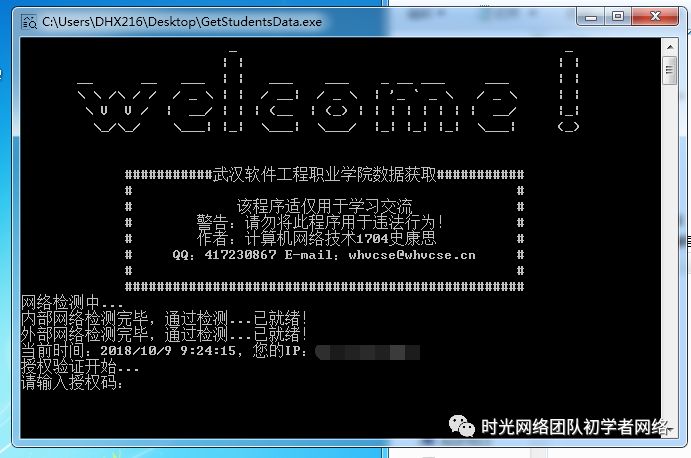 C:\Users\DHX216\Desktop\GetStudentsData.exe
welcome !
###########武汉软件工程职业学院数据获取###########
# #
# 该程序适仅用于学习交流 #
# 警告：请勿将此程序用于违法行为! #
# 作者：计算机网络技术1704史康思 #
# QQ：417230867 E-mail：whvcse@whvcse.cn #
# #
##################################################
网络检测中...
内部网络检测完毕，通过检测...已就绪!
外部网络检测完毕，通过检测...已就绪!
当前时间：2018/10/9 9:24:15，您的IP：
授权验证开始...
请输入授权码：
时光网络团队初学者网络